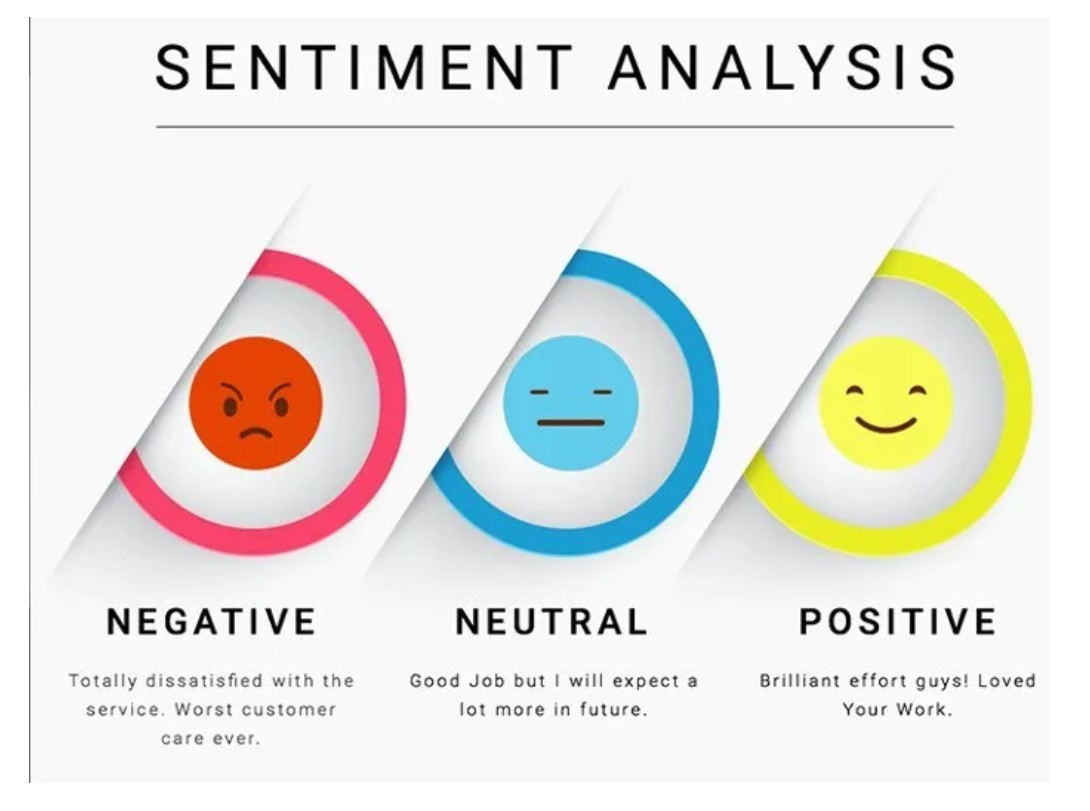 SENTIMENT ANALYSIS
NEGATIVE
Totally dissatisfied with the
service. Worst customer
care ever.
NEUTRAL
Good Job but I will expect a
lot more in future.
POSITIVE
Brilliant effort guys! Loved
Your Work.